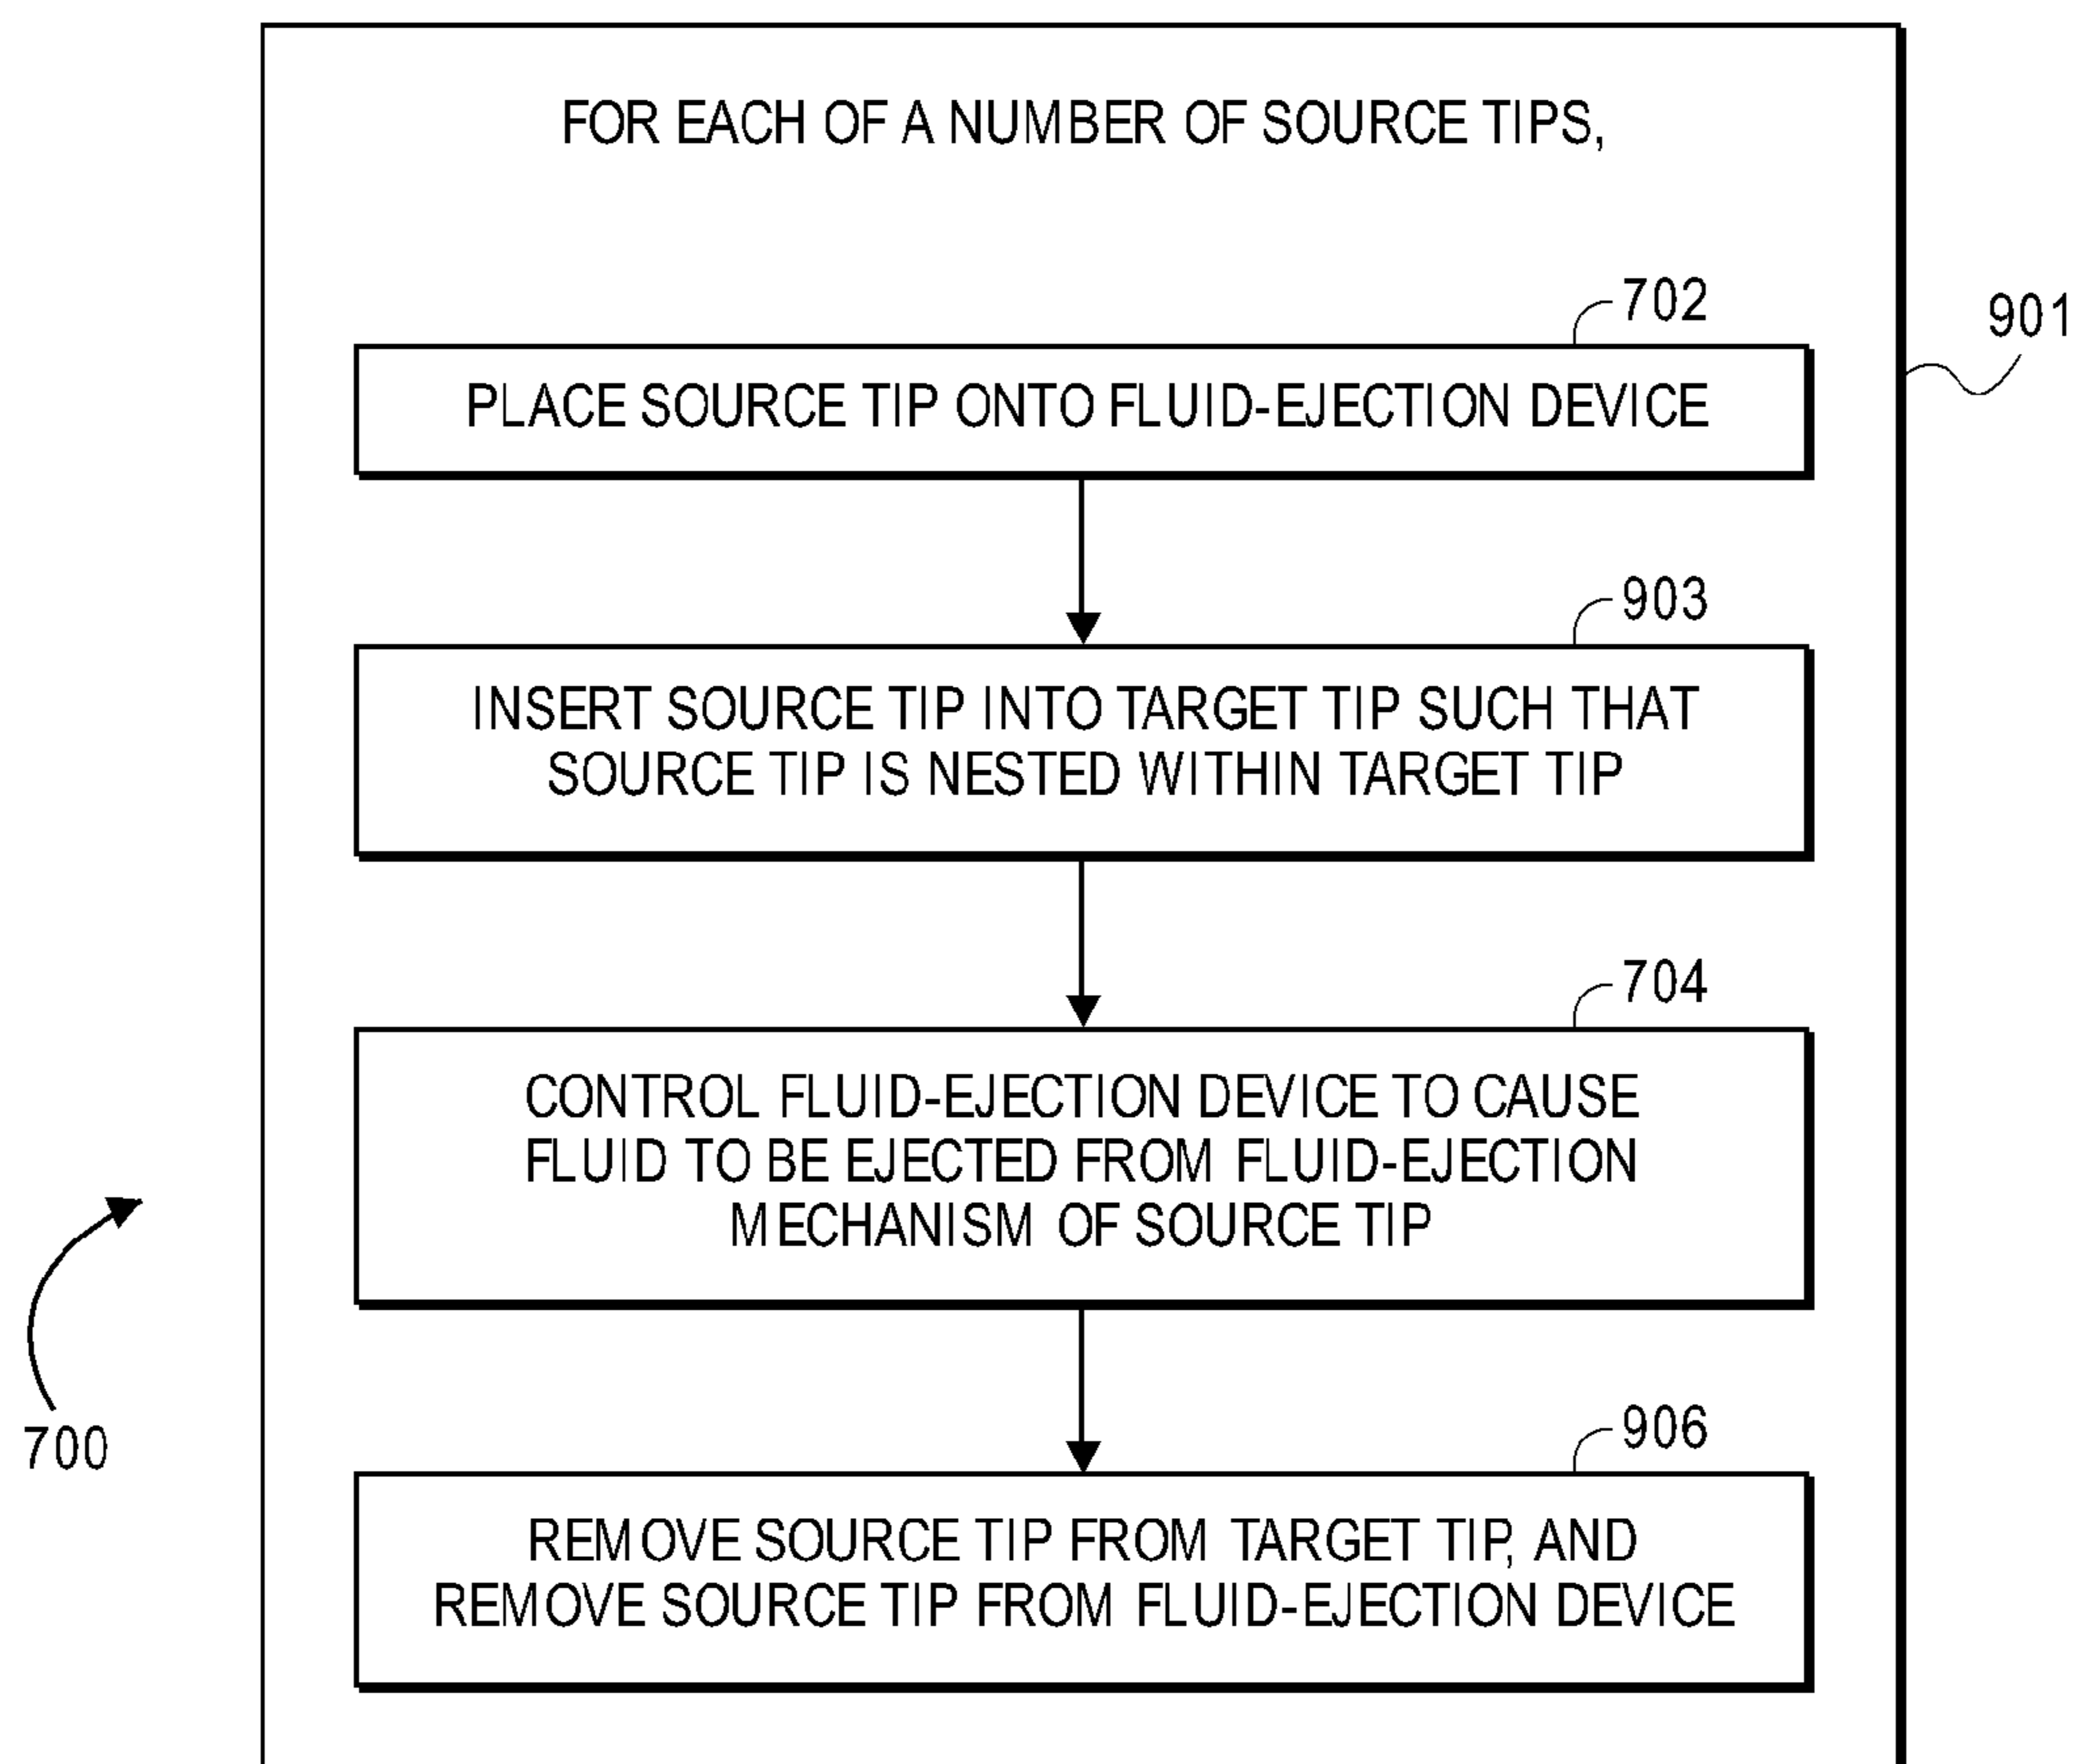 FOR EACH OF A NUMBER OF SOURCE TIPS,
702
901
PLACE SOURCE TIP ONTO FLUID-EJECTION DEVICE
903
INSERT SOURCE TIP INTO TARGET TIP SUCH THAT
SOURCE TIP IS NESTED WITHIN TARGET TIP
704
CONTROL FLUID-EJECTION DEVICE TO CAUSE
FLUID TO BE EJECTED FROM FLUID-EJECTION
MECHANISM OF SOURCE TIP
700
906
REMOVE SOURCE TIP FROM TARGET TIP, AND
REMOVE SOURCE TIP FROM FLUID-EJECTION DEVICE